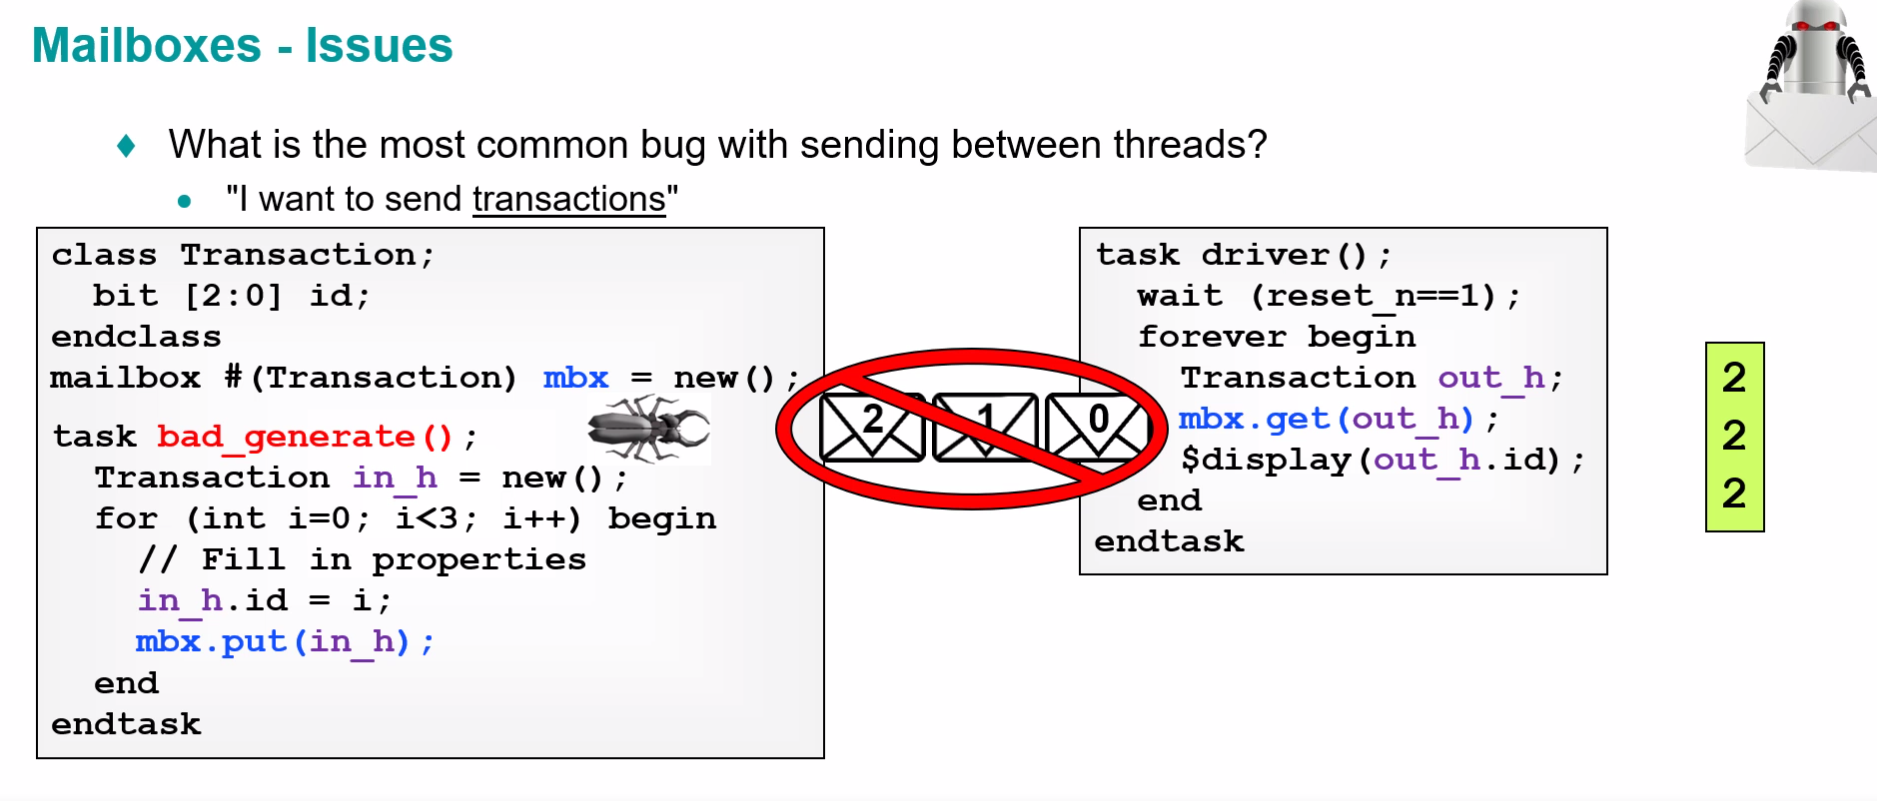 Mailboxes - Issues
What is the most common bug with sending between threads?
"I want to send transactions"
class Transaction;
bit [2:0] id;
endclass
mailbox #(Transaction) mbx = new();
task bad_generate();
Transaction in_h = new();
for (int i=0; i<3; i++) begin
// Fill in properties
in_h.id = i;
mbx.put(in_h);
end
endtask
2 1 0
task driver();
wait (reset_n==1);
forever begin
Transaction out_h;
mbx.get(out_h);
$display(out_h.id);
end
endtask
2
2
2